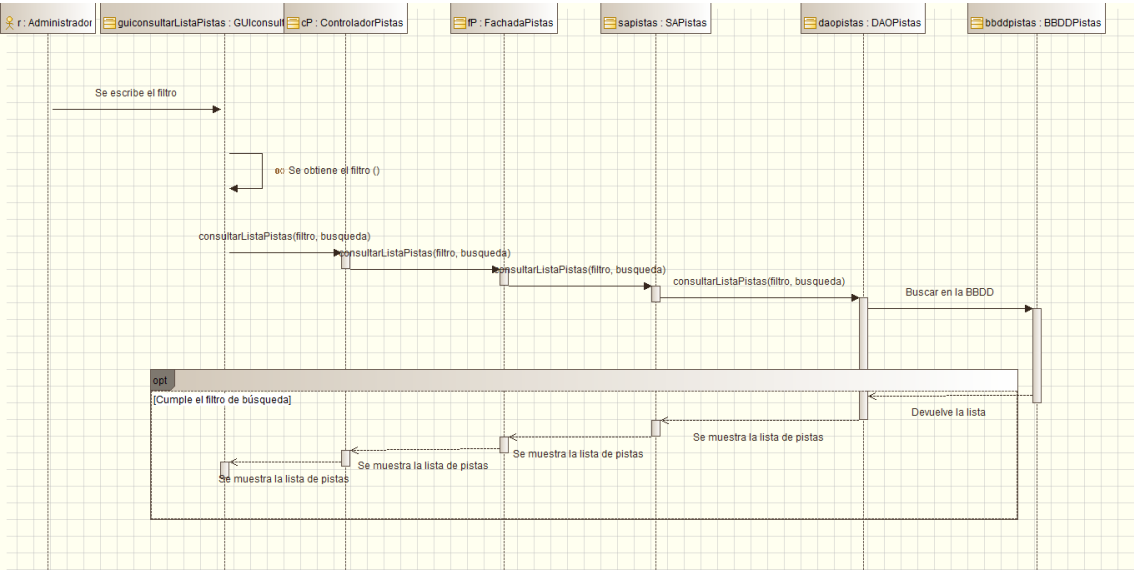 r : Administrador
guiconsultarListaPistas : GUIconsult
cP : ControladorPistas
fP : FachadaPistas
sapistas : SAPistas
daopistas : DAOPistas
bbddpistas : BBDDPistas
Se escribe el filtro
Se obtiene el filtro ()
consultarListaPistas(filtro, busqueda)
consultarListaPistas(filtro, busqueda)
consultarListaPistas(filtro, busqueda)
consultarListaPistas(filtro, busqueda)
Buscar en la BBDD
opt
[Cumple el filtro de búsqueda]
Devuelve la lista
Se muestra la lista de pistas
Se muestra la lista de pistas
Se muestra la lista de pistas
Se muestra la lista de pistas